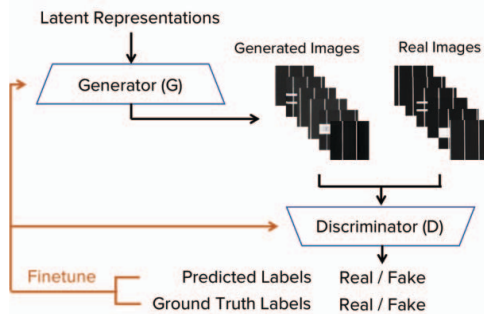 Latent Representations
Generated Images
Real Images
Generator (G)
Discriminator (D)
Finetune
Predicted Labels Real / Fake
Ground Truth Labels Real / Fake